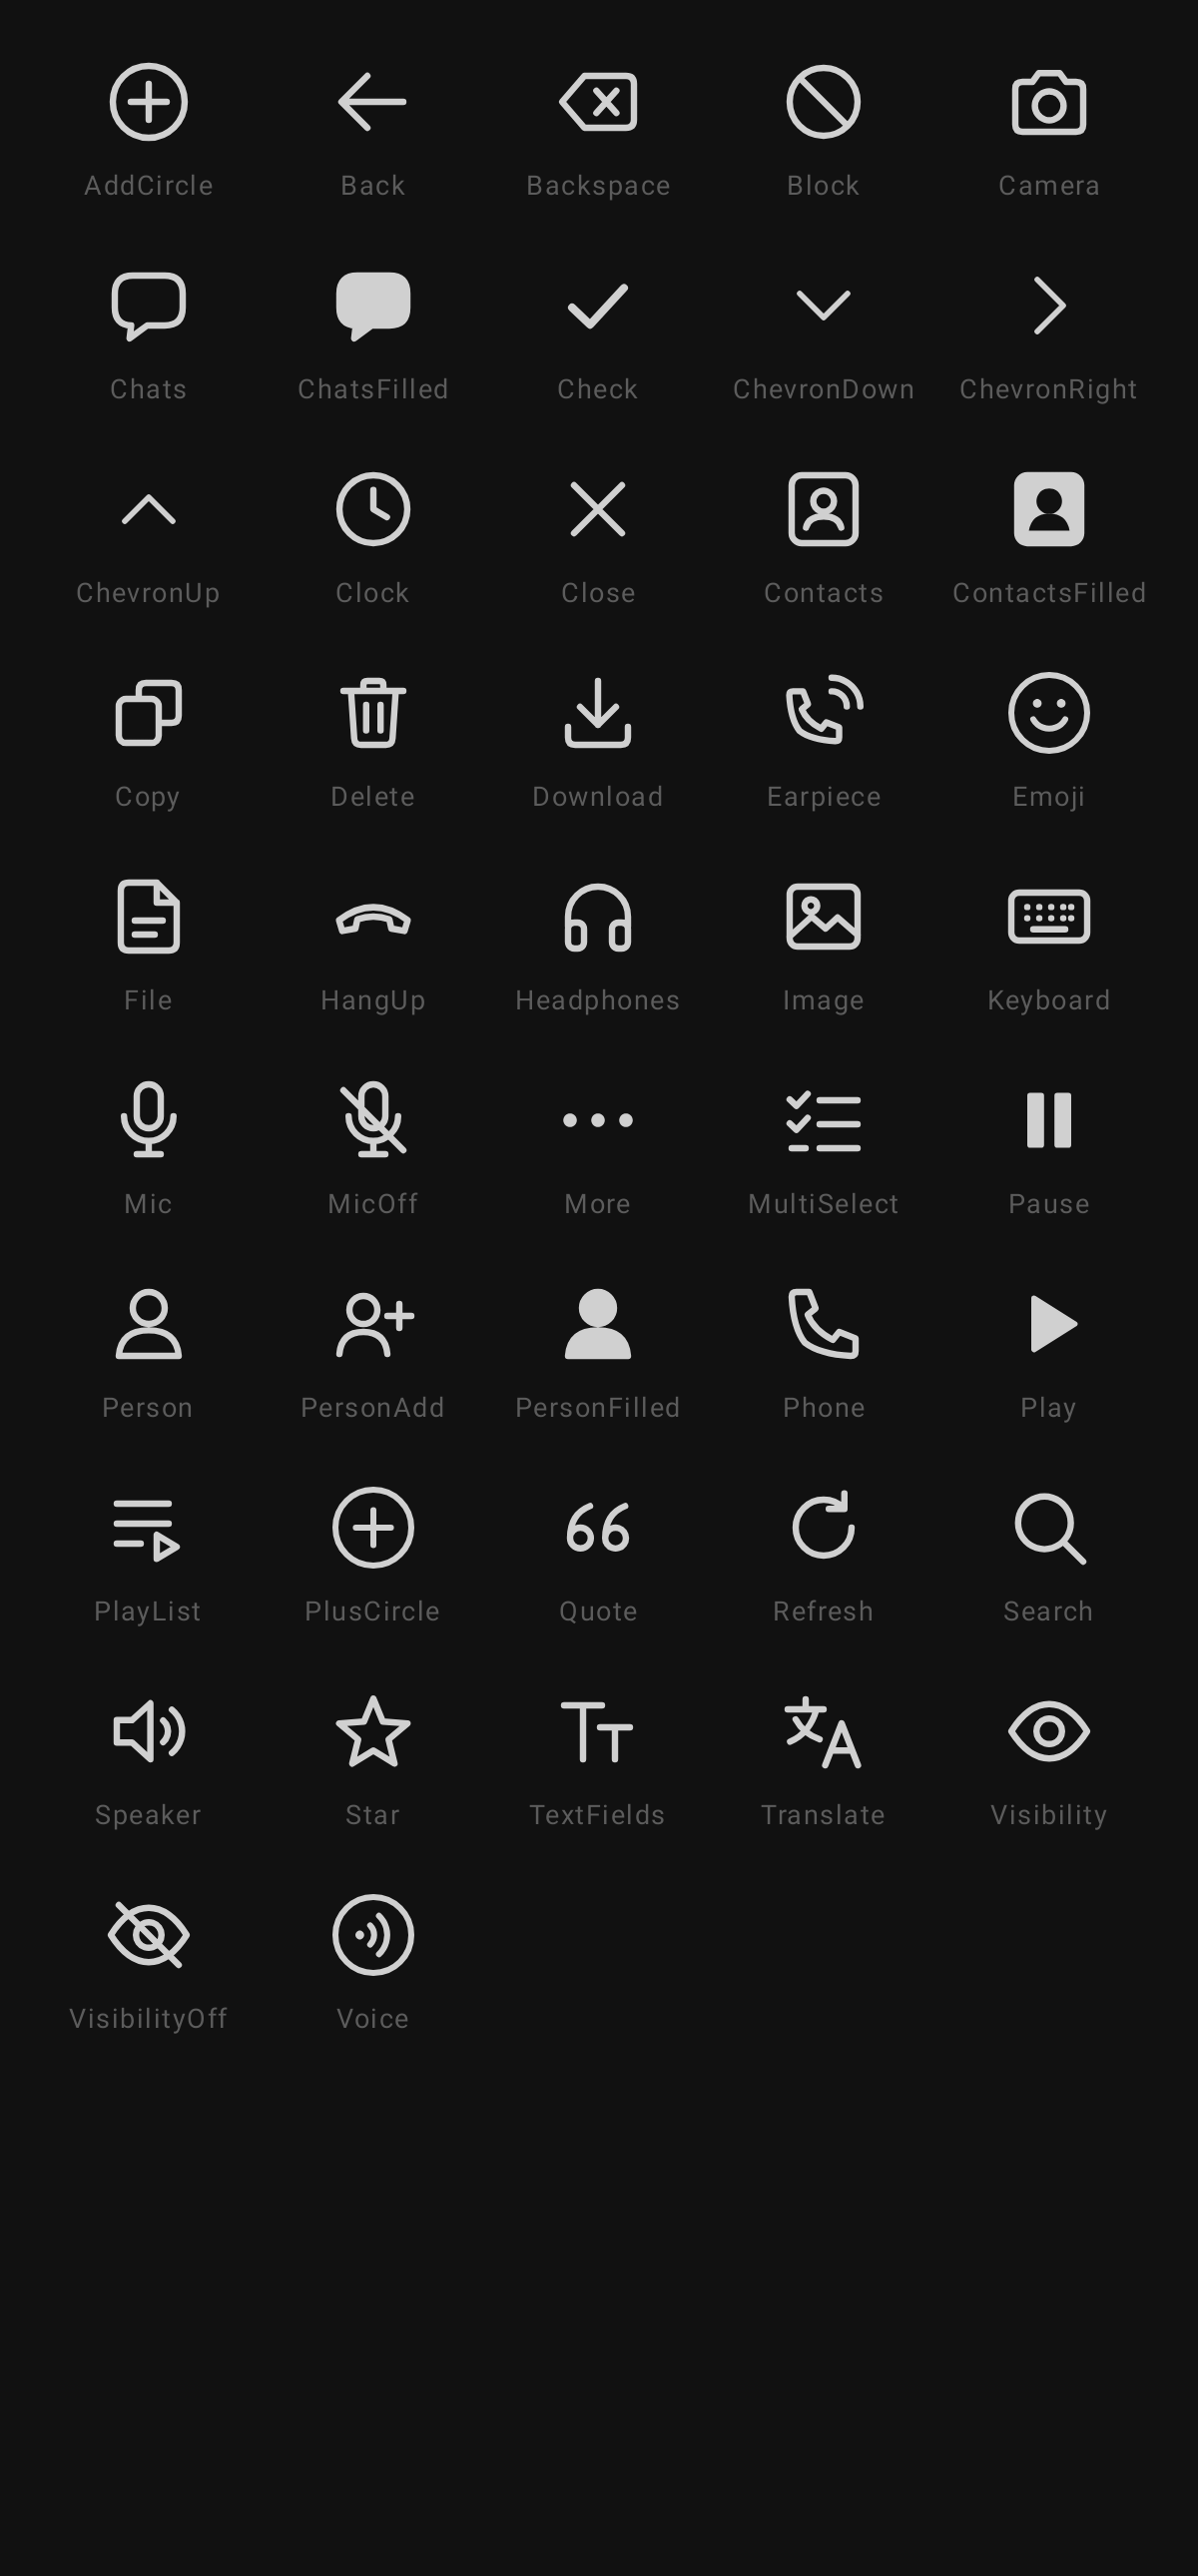 AddCircle Back Backspace Block Camera
Chats ChatsFilled Check ChevronDown ChevronRight
ChevronUp Clock Close Contacts ContactsFilled
Copy Delete Download Earpiece Emoji
File HangUp Headphones Image Keyboard
Mic MicOff More MultiSelect Pause
Person PersonAdd PersonFilled Phone Play
PlayList PlusCircle Quote Refresh Search
Speaker Star TextFields Translate Visibility
VisibilityOff Voice